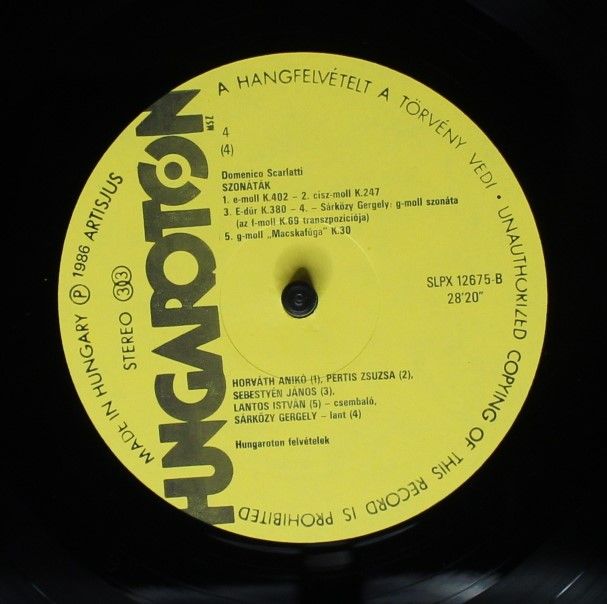 A HANGFELVÉTELT A TÖRVÉNY VÉDI • UNAUTHORIZED COPYING OF THIS RECORD IS PROHIBITED
MADE IN HUNGARY Ⓟ 1986 ARTISJUS
STEREO 33
HUNGAROTON
MSZ
4
(4)
Domenico Scarlatti
SZONÁTÁK
1. e-moll K.402 – 2. cisz-moll K.247
3. E-dúr K.380 – 4. – Sárközy Gergely: g-moll szonáta
(az f-moll K.69 transzpozíciója)
5. g-moll „Macskafúga" K.30
SLPX 12675-B
28'20"
HORVÁTH ANIKÓ (1), PERTIS ZSUZSA (2),
SEBESTYÉN JÁNOS (3),
LANTOS ISTVÁN (5) – csembaló,
SÁRKÖZY GERGELY – lant (4)
Hungaroton felvételek